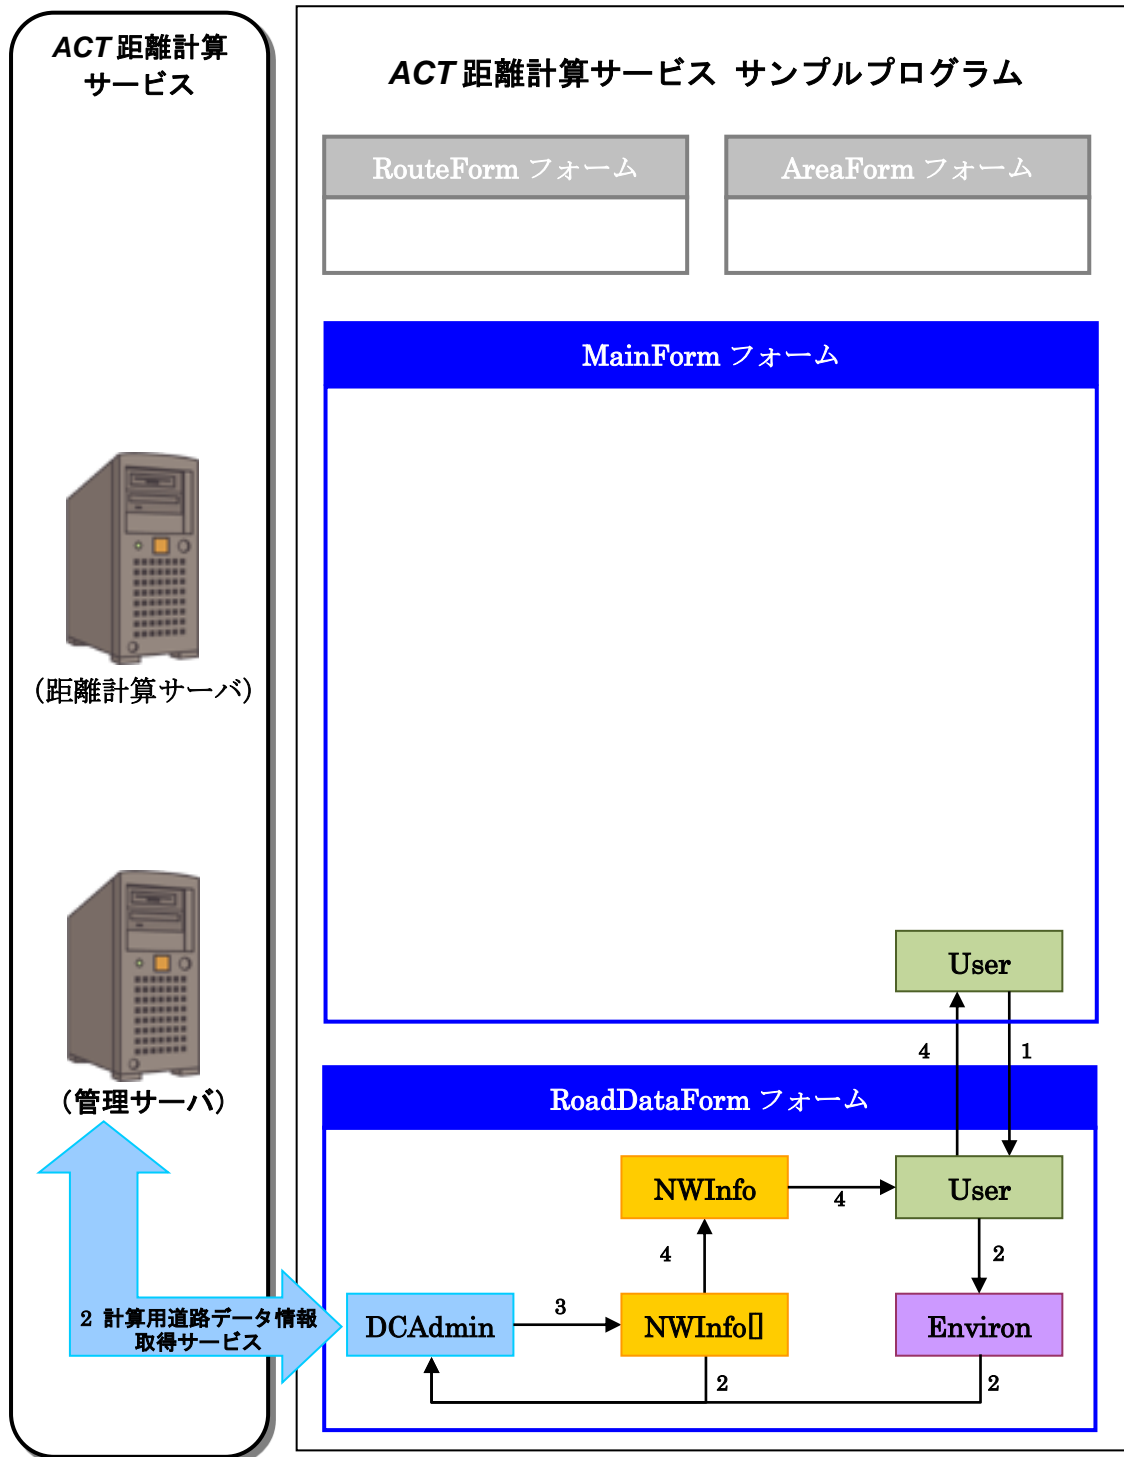 ACT 距離計算
サービス
ACT 距離計算サービス サンプルプログラム
RouteForm フォーム
AreaForm フォーム
MainForm フォーム
(距離計算サーバ)
User
4
1
(管理サーバ)
RoadDataForm フォーム
NWInfo
4
User
4
2
2 計算用道路データ情報
取得サービス
DCAdmin
3
NWInfo[]
Environ
2
2